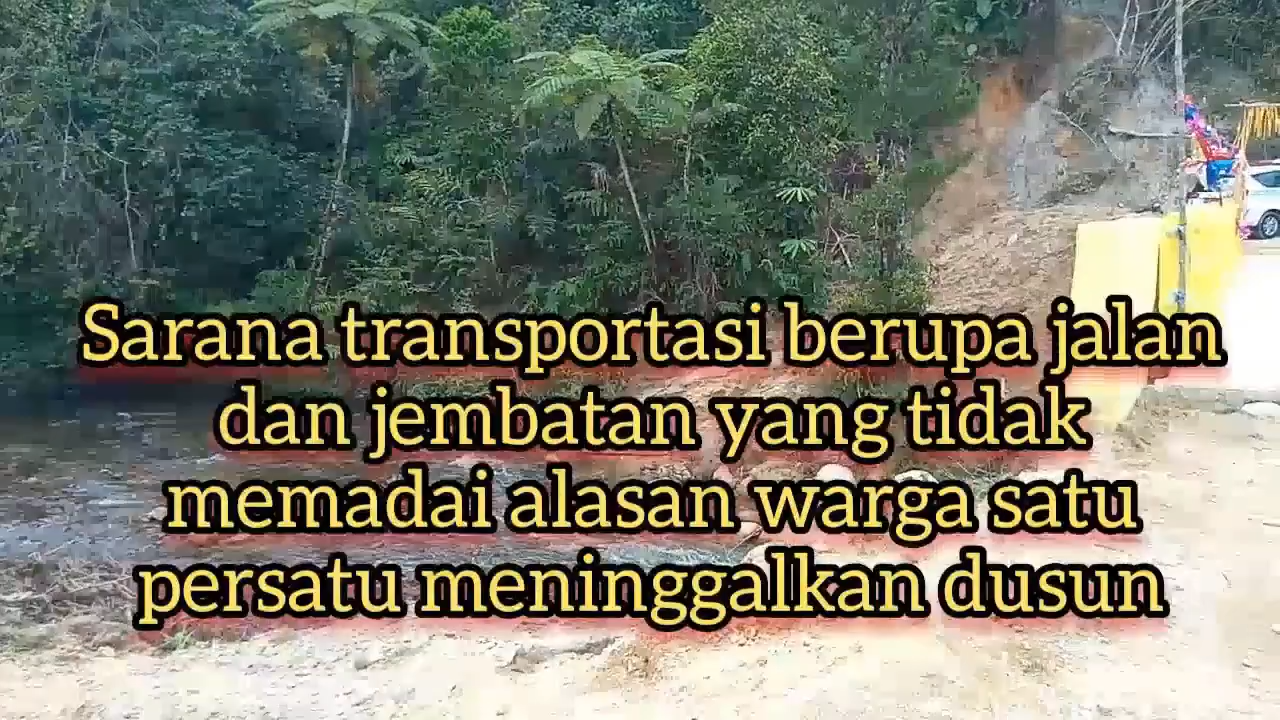 Sarana transportasi berupa jalan
dan jembatan yang tidak
memadai alasan warga satu
persatu meninggalkan dusun